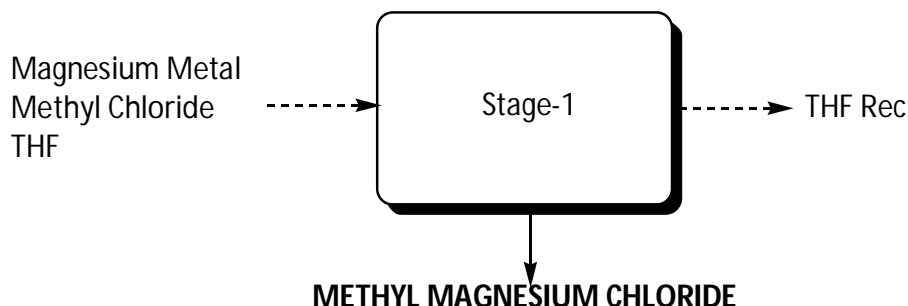 Magnesium Metal
Methyl Chloride
THF
Stage-1
THF Rec
METHYL MAGNESIUM CHLORIDE